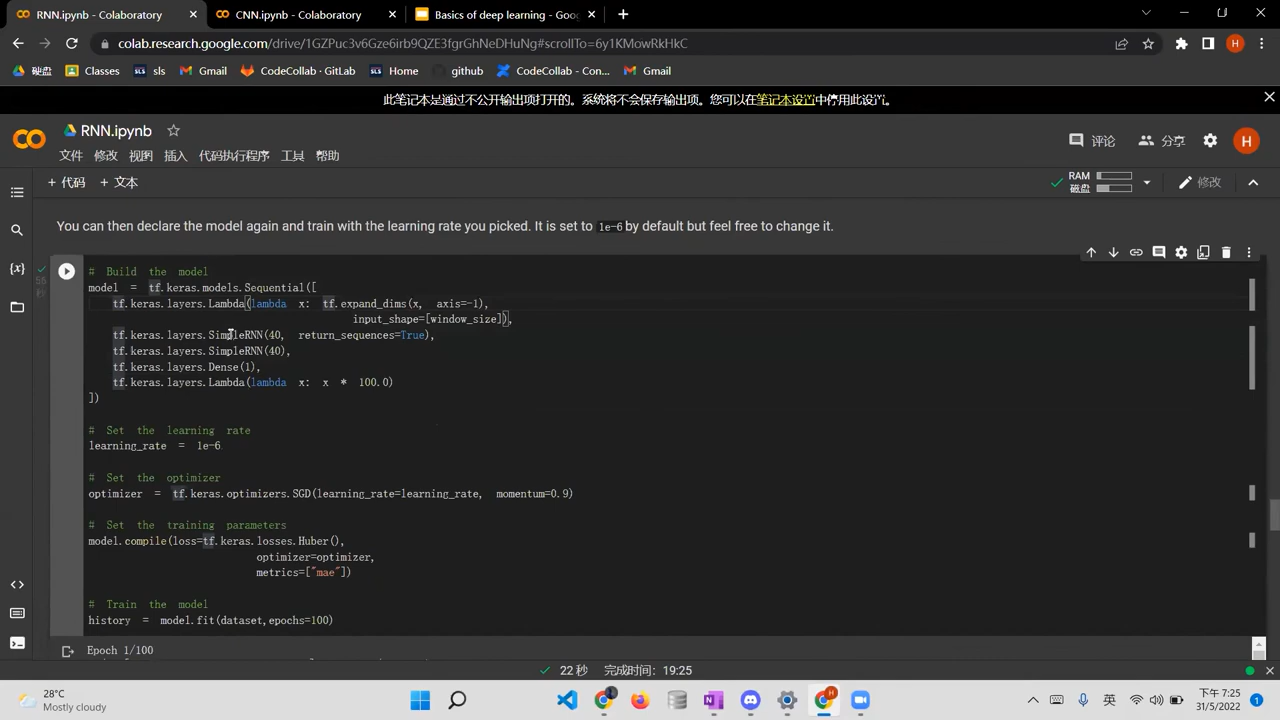 RNN.ipynb - Colaboratory
CNN.ipynb - Colaboratory
Basics of deep learning - Goo
colab.research.google.com/drive/1GZPuc3v6Gze6irb9QZE3fgrGhNeDHuNg#scrollTo=6y1KMowRkHkC
H
硬盘 Classes sls Gmail CodeCollab · GitLab Home github CodeCollab - Con... Gmail
此笔记本是通过不公开输出项打开的。系统将不会保存输出项。您可以在笔记本设置中停用此设置。
RNN.ipynb
评论 分享 H
文件 修改 视图 插入 代码执行程序 工具 帮助
+ 代码 + 文本
RAM
磁盘
修改
You can then declare the model again and train with the learning rate you picked. It is set to 1e-6 by default but feel free to change it.
# Build the model
model = tf.keras.models.Sequential([
tf.keras.layers.Lambda(lambda x: tf.expand_dims(x, axis=-1),
input_shape=[window_size]),
tf.keras.layers.SimpleRNN(40, return_sequences=True),
tf.keras.layers.SimpleRNN(40),
tf.keras.layers.Dense(1),
tf.keras.layers.Lambda(lambda x: x * 100.0)
])
# Set the learning rate
learning_rate = 1e-6
# Set the optimizer
optimizer = tf.keras.optimizers.SGD(learning_rate=learning_rate, momentum=0.9)
# Set the training parameters
model.compile(loss=tf.keras.losses.Huber(),
optimizer=optimizer,
metrics=["mae"])
# Train the model
history = model.fit(dataset,epochs=100)
Epoch 1/100
22 秒 完成时间: 19:25
28°C
Mostly cloudy
英
下午 7:25
31/5/2022